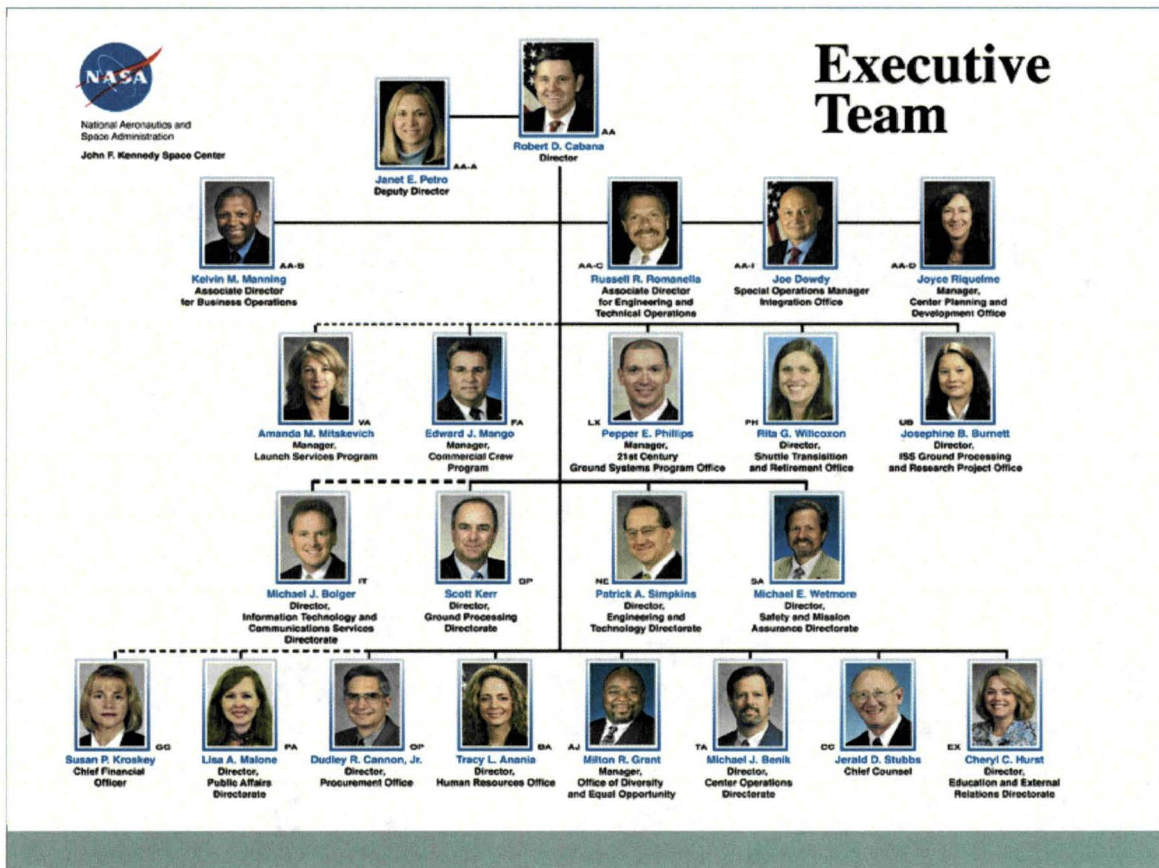 Executive
Team
NASA
National Aeronautics and
Space Administration
John F. Kennedy Space Center
AA
Robert D. Cabana
Director
AA-A
Janet E. Petro
Deputy Director
AA-B
Kelvin M. Manning
Associate Director
for Business Operations
AA-C
Russell R. Romanella
Associate Director
for Engineering and
Technical Operations
AA-I
Joe Dowdy
Special Operations Manager
Integration Office
AA-D
Joyce Riquelme
Manager,
Center Planning and
Development Office
VA
Amanda M. Mitskevich
Manager,
Launch Services Program
FA
Edward J. Mango
Manager,
Commercial Crew
Program
LX
Pepper E. Phillips
Manager,
21st Century
Ground Systems Program Office
PH
Rita G. Willcoxon
Director,
Shuttle Transisition
and Retirement Office
UB
Josephine B. Burnett
Director,
ISS Ground Processing
and Research Project Office
IT
Michael J. Bolger
Director,
Information Technology and
Communications Services
Directorate
GP
Scott Kerr
Director,
Ground Processing
Directorate
NE
Patrick A. Simpkins
Director,
Engineering and
Technology Directorate
SA
Michael E. Wetmore
Director,
Safety and Mission
Assurance Directorate
GG
Susan P. Kroskey
Chief Financial
Officer
PA
Lisa A. Malone
Director,
Public Affairs
Directorate
OP
Dudley R. Cannon, Jr.
Director,
Procurement Office
BA
Tracy L. Anania
Director,
Human Resources Office
AJ
Milton R. Grant
Manager,
Office of Diversity
and Equal Opportunity
TA
Michael J. Benik
Director,
Center Operations
Directorate
CC
Jerald D. Stubbs
Chief Counsel
EX
Cheryl C. Hurst
Director,
Education and External
Relations Directorate